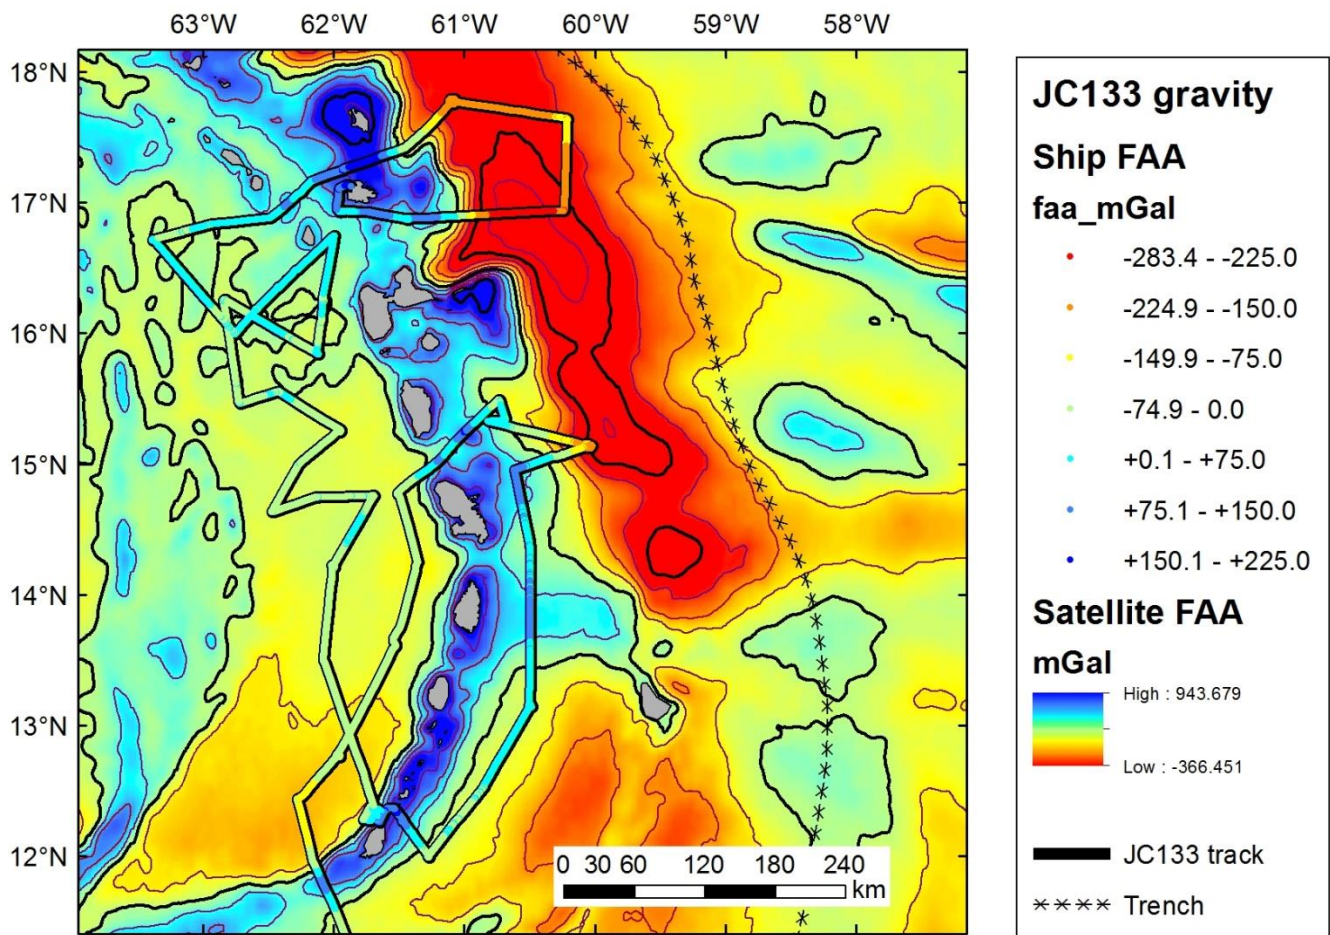 63°W 62°W 61°W 60°W 59°W 58°W
18°N
17°N
16°N
15°N
14°N
13°N
12°N
0 30 60 120 180 240
km
JC133 gravity
Ship FAA
faa_mGal
-283.4 - -225.0
-224.9 - -150.0
-149.9 - -75.0
-74.9 - 0.0
+0.1 - +75.0
+75.1 - +150.0
+150.1 - +225.0
Satellite FAA
mGal
High : 943.679
Low : -366.451
JC133 track
Trench